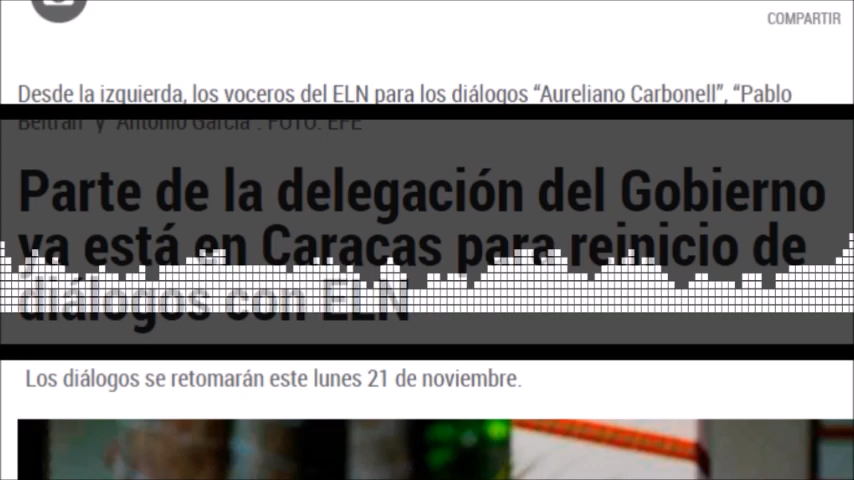 COMPARTIR
Desde la izquierda, los voceros del ELN para los diálogos “Aureliano Carbonell”, “Pablo
Beltrán” y “Antonio García”. FOTO: EFE
Parte de la delegación del Gobierno
ya está en Caracas para reinicio de
diálogos con ELN
Los diálogos se retomarán este lunes 21 de noviembre.